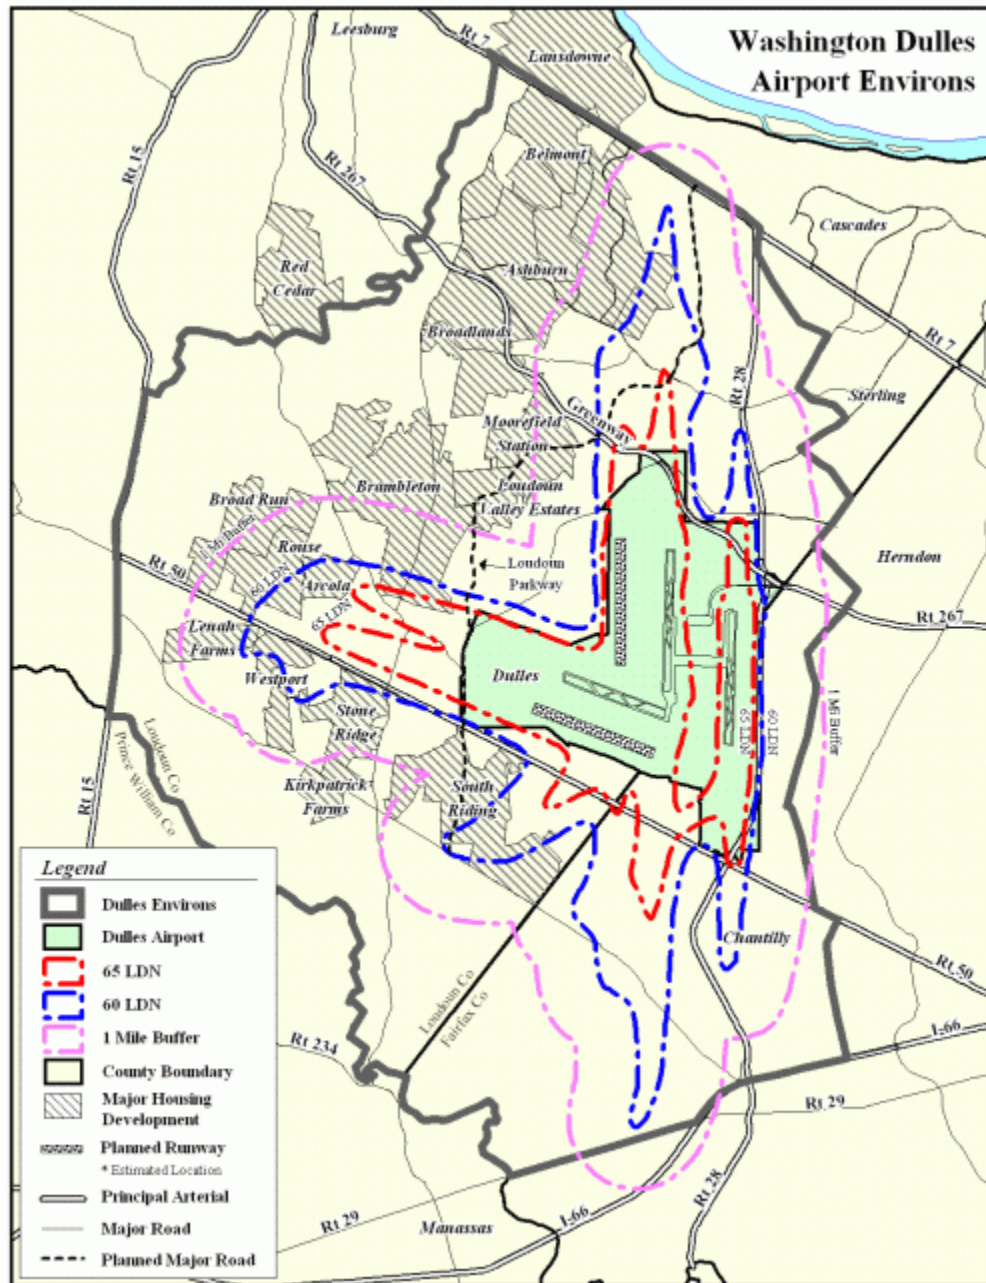 Washington Dulles
Airport Environs
Leesburg
Rt 7
Lansdowne
Rt 15
Rt 267
Belmont
Cascades
Red
Cedar
Ashburn
Broadlands
Rt 7
Rt 28
Sterling
Greenway
Moorefield
Station
Brambleton
Loudoun
Valley Estates
Broad Run
1 Mi Buffer
Rouse
Herndon
Rt 50
60 LDN
Arcola
Loudoun
Parkway
65 LDN
Rt 267
Lenah
Farms
Westport
Dulles
Stone
Ridge
65 LDN
60 LDN
1 Mi Buffer
Loudoun Co
Prince William Co
Kirkpatrick
Farms
South
Riding
Rt 15
Chantilly
Rt 50
Loudoun Co
Fairfax Co
I-66
Rt 234
Rt 29
Rt 28
I-66
Rt 29
Manassas
Legend
Dulles Environs
Dulles Airport
65 LDN
60 LDN
1 Mile Buffer
County Boundary
Major Housing
Development
Planned Runway
* Estimated Location
Principal Arterial
Major Road
Planned Major Road